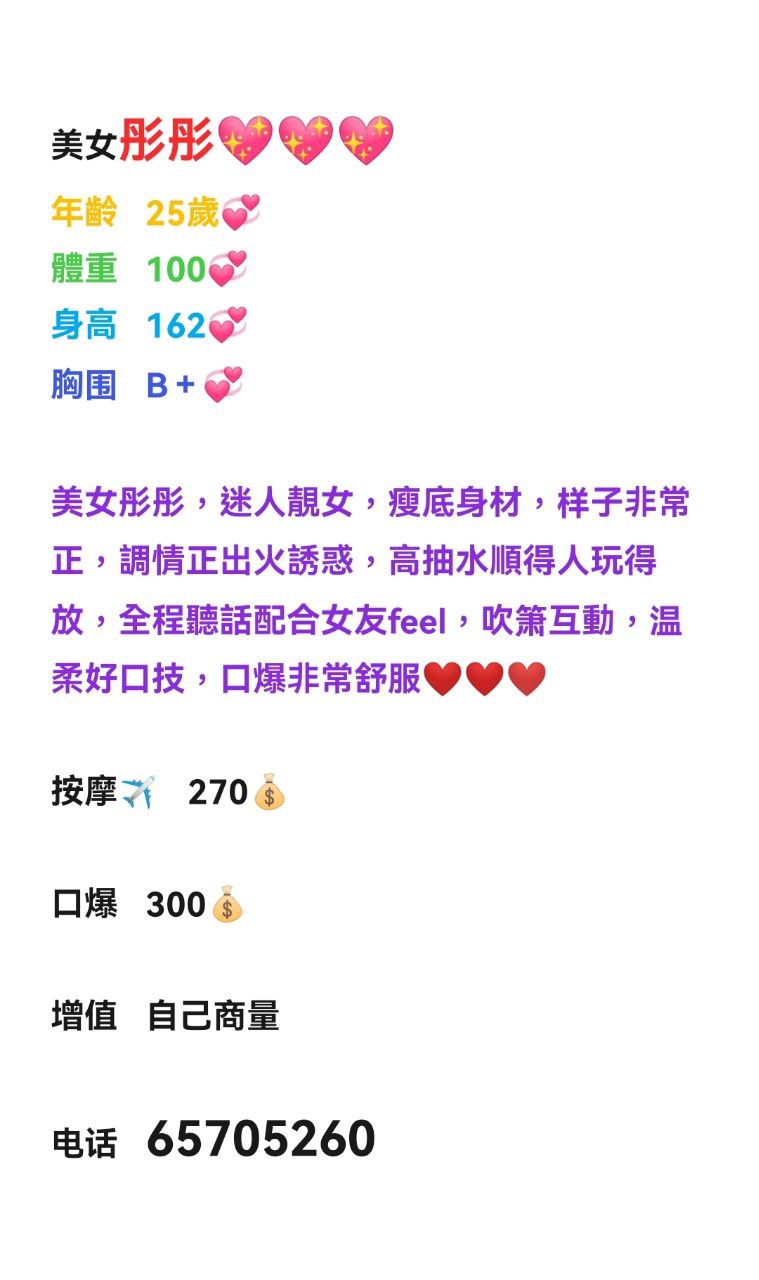 美女彤彤💖💖💖
年齡 25歲💞
體重 100💞
身高 162💞
胸围 B+💞
美女彤彤，迷人靚女，瘦底身材，样子非常
正，調情正出火誘惑，高抽水順得人玩得
放，全程聽話配合女友feel，吹簫互動，温
柔好口技，口爆非常舒服❤️❤️❤️
按摩✈️ 270💰
口爆 300💰
增值 自己商量
电话 65705260